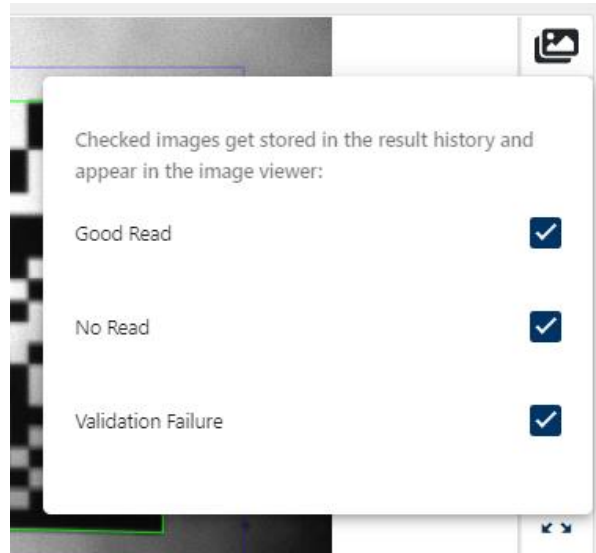 Checked images get stored in the result history and
appear in the image viewer:
Good Read
No Read
Validation Failure